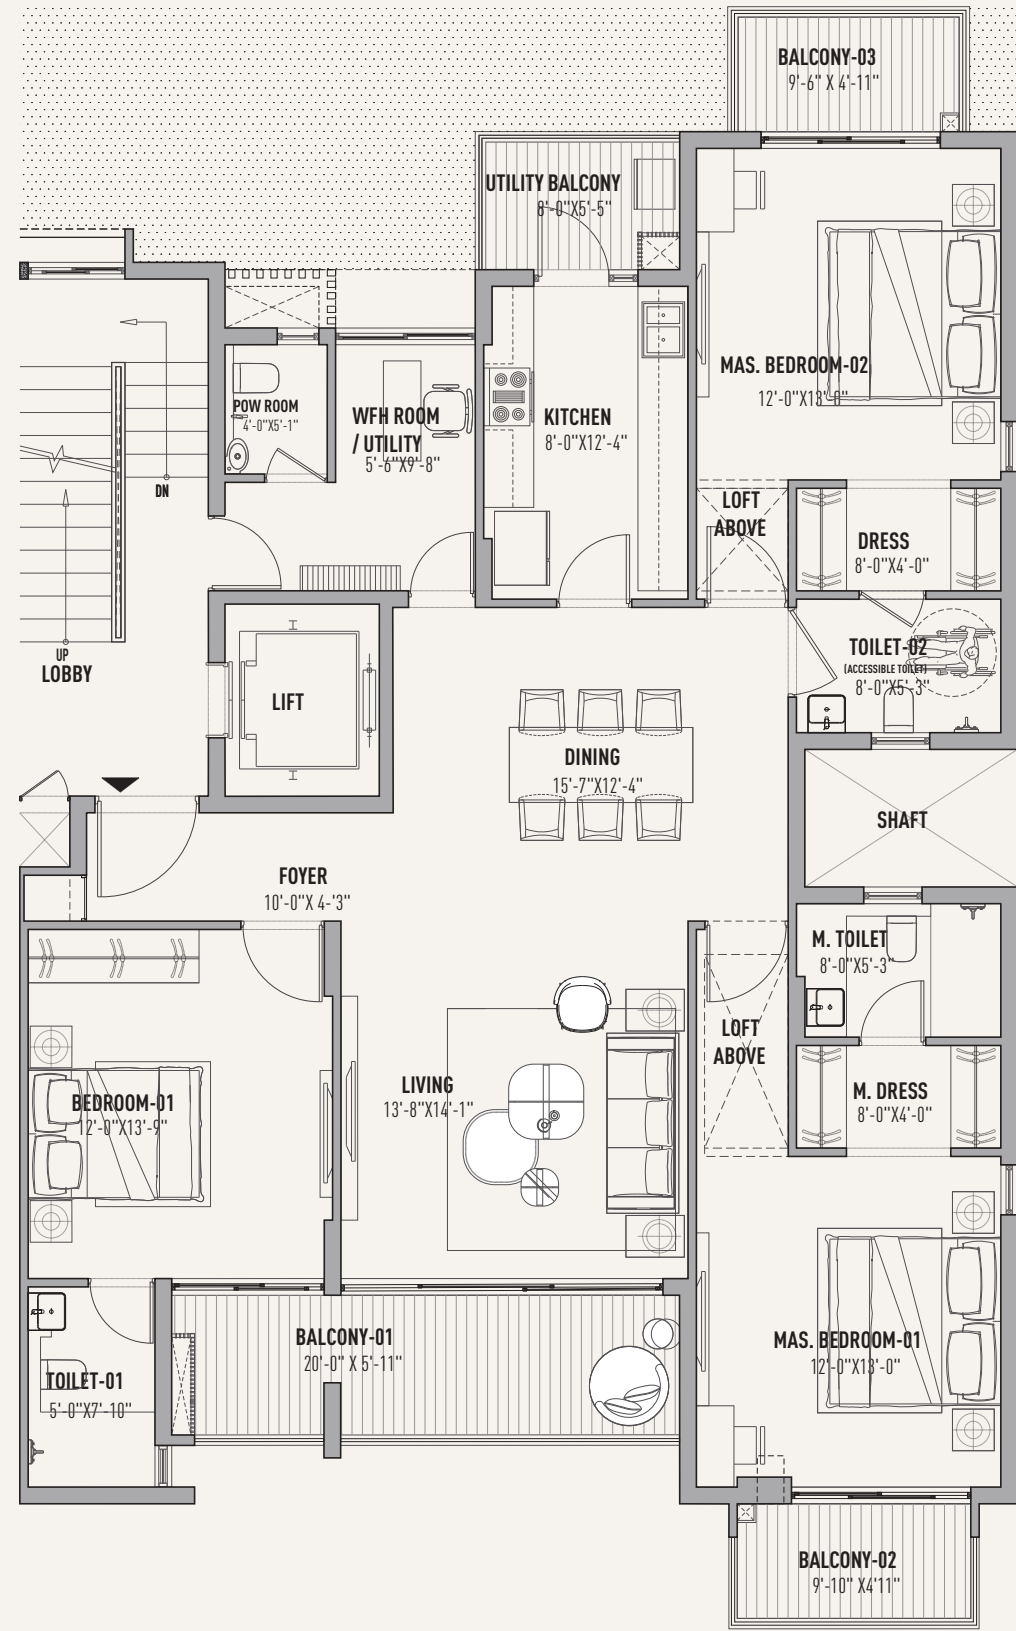 BALCONY-03
9'-6" X 4'-11"
UTILITY BALCONY
8'-0"X5'-5"
MAS. BEDROOM-02
12'-0"X13'-0"
POW ROOM
4'-0"X5'-1"
WFH ROOM
/ UTILITY
5'-6"X9'-8"
KITCHEN
8'-0"X12'-4"
DN
LOFT
ABOVE
DRESS
8'-0"X4'-0"
UP
LOBBY
TOILET-02
(ACCESSIBLE TOILET)
8'-0"X5'-3"
LIFT
DINING
15'-7"X12'-4"
SHAFT
FOYER
10'-0"X 4-'3"
M. TOILET
8'-0"X5'-3"
LOFT
ABOVE
LIVING
13'-8"X14'-1"
BEDROOM-01
12'-0"X13'-9"
M. DRESS
8'-0"X4'-0"
BALCONY-01
20'-0" X 5'-11"
MAS. BEDROOM-01
12'-0"X13'-0"
TOILET-01
5'-0"X7'-10"
BALCONY-02
9'-10" X4'11"